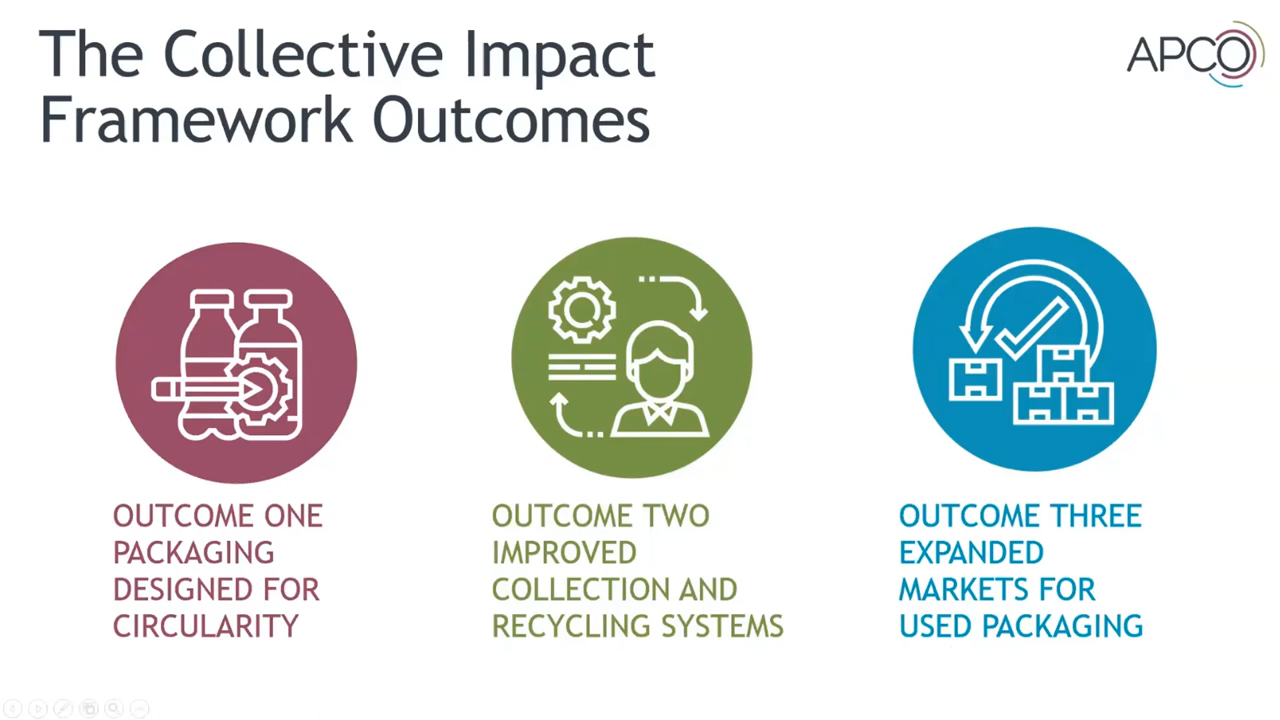 The Collective Impact
Framework Outcomes
APCO
OUTCOME ONE
PACKAGING
DESIGNED FOR
CIRCULARITY
OUTCOME TWO
IMPROVED
COLLECTION AND
RECYCLING SYSTEMS
OUTCOME THREE
EXPANDED
MARKETS FOR
USED PACKAGING